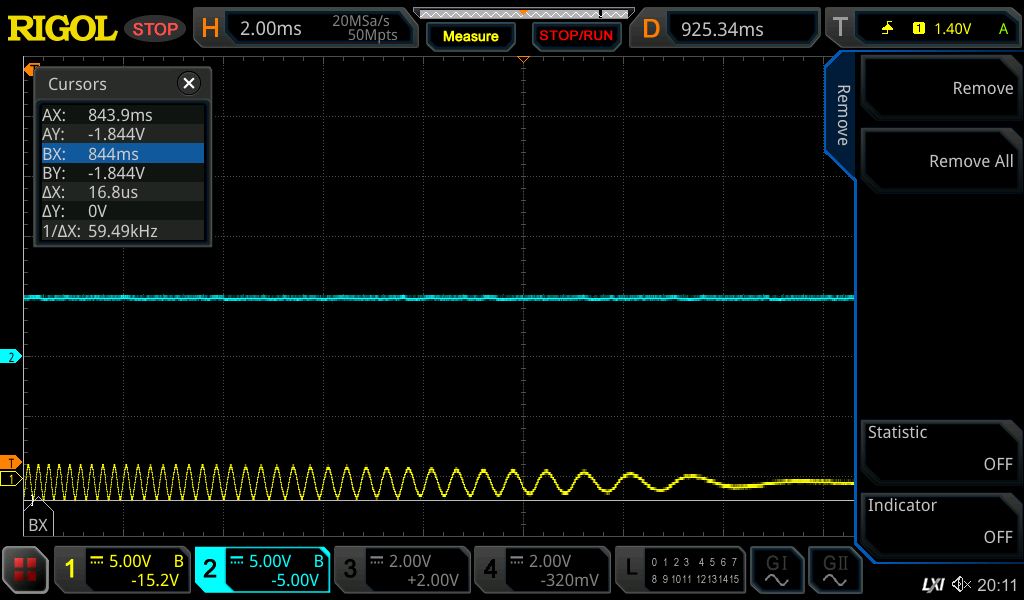 RIGOL STOP H 2.00ms 20MSa/s 50Mpts Measure STOP/RUN D 925.34ms T 1 1.40V A
T
Cursors
AX: 843.9ms
AY: -1.844V
BX: 844ms
BY: -1.844V
ΔX: 16.8us
ΔY: 0V
1/ΔX: 59.49kHz
Remove
Remove
Remove All
2
T
1
BX
Statistic
OFF
Indicator
OFF
1 5.00V B -15.2V
2 5.00V B -5.00V
3 2.00V +2.00V
4 2.00V -320mV
L 0 1 2 3 4 5 6 7
8 9 10 11 12 13 14 15
GI
GII
LXI 20:11